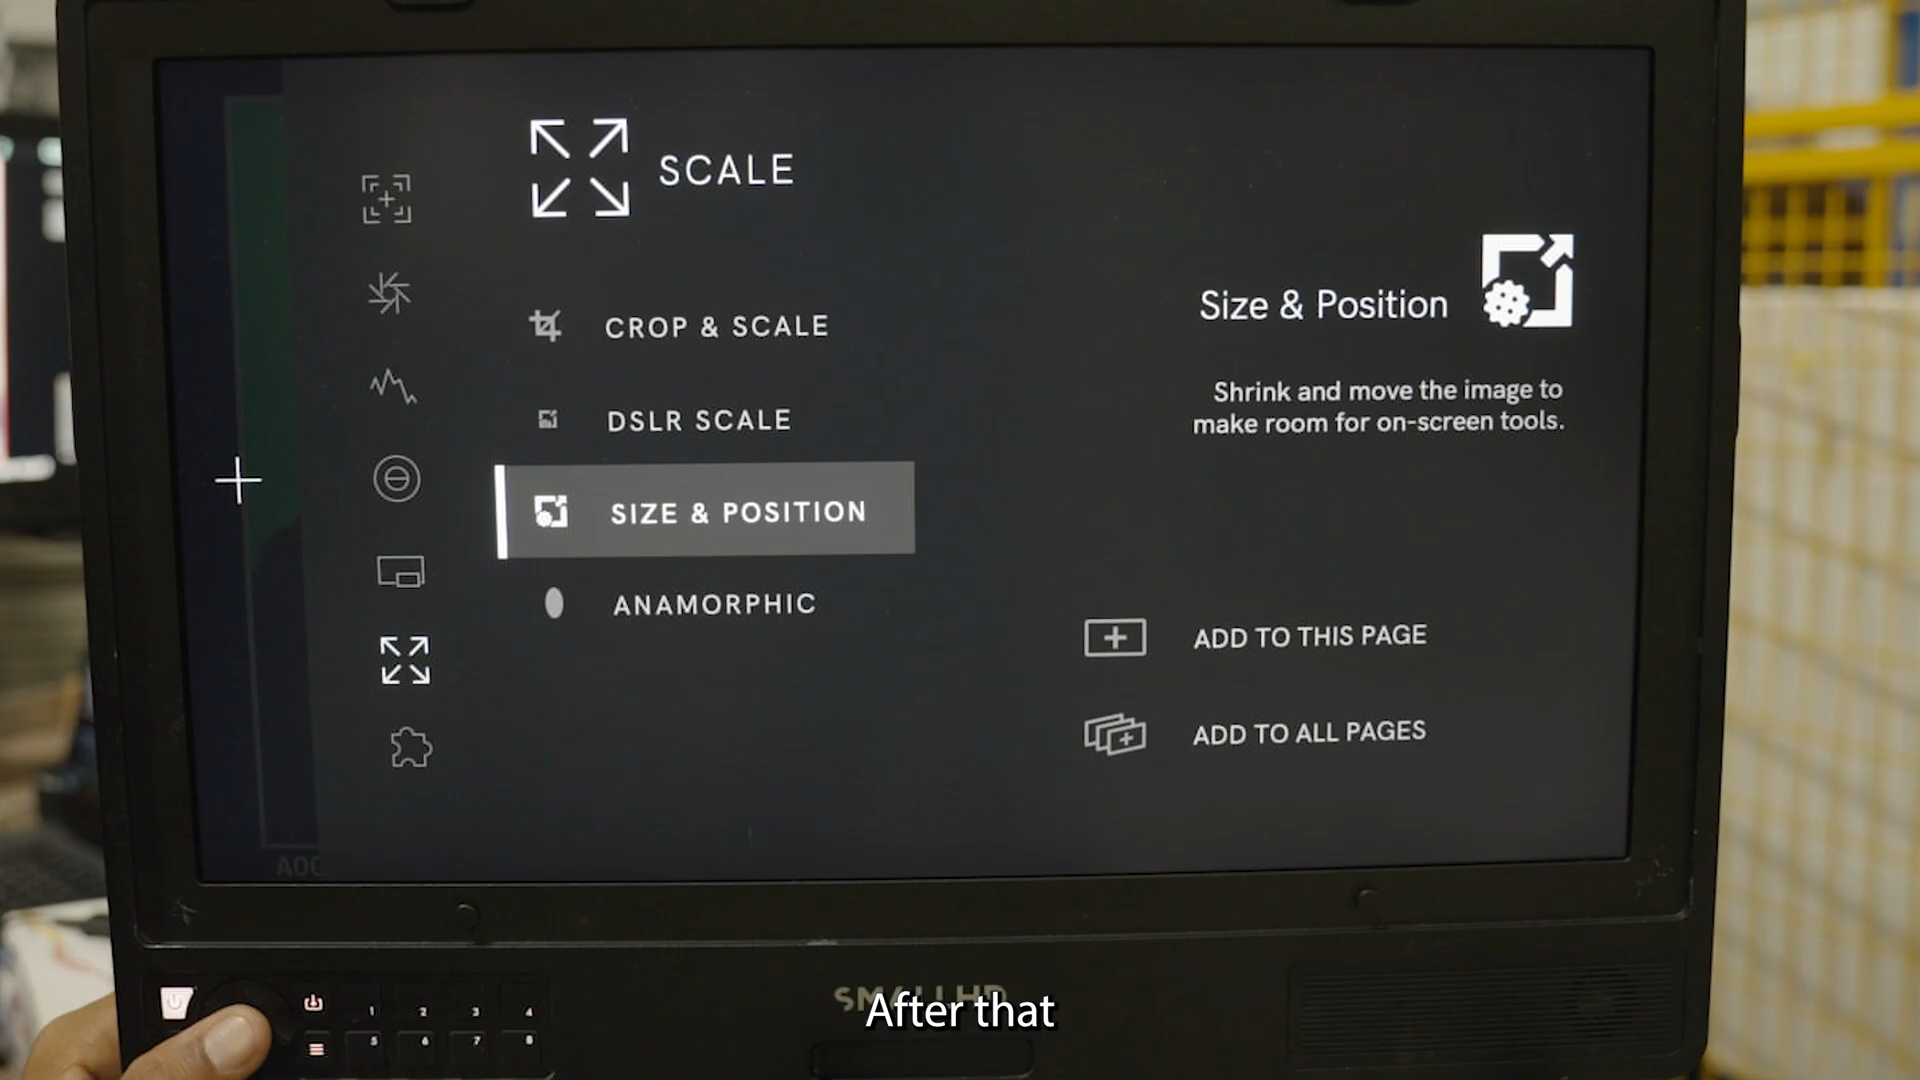 SCALE
CROP & SCALE
DSLR SCALE
SIZE & POSITION
ANAMORPHIC
Size & Position
Shrink and move the image to
make room for on-screen tools.
ADD TO THIS PAGE
ADD TO ALL PAGES
A00
SMALLHD
1 2 3 4
5 6 7 8
After that